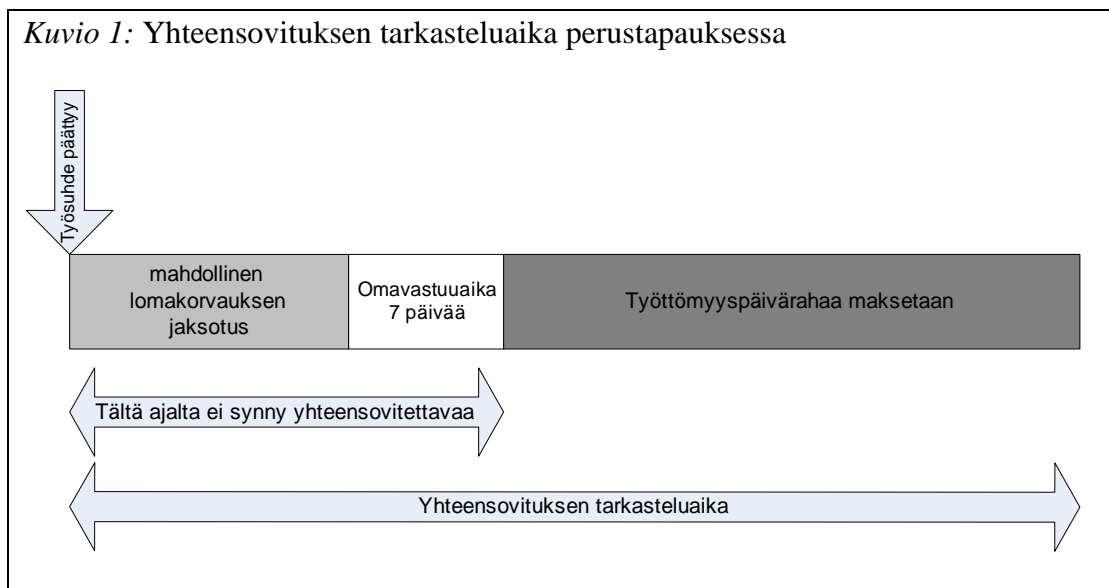 Kuvio 1: Yhteensovituksen tarkasteluaika perustapauksessa
Työsuhde päättyy
mahdollinen
lomakorvauksen
jaksotus
Omavastuuaika
7 päivää
Työttömyyspäivärahaa maksetaan
Tältä ajalta ei synny yhteensovitettavaa
Yhteensovituksen tarkasteluaika